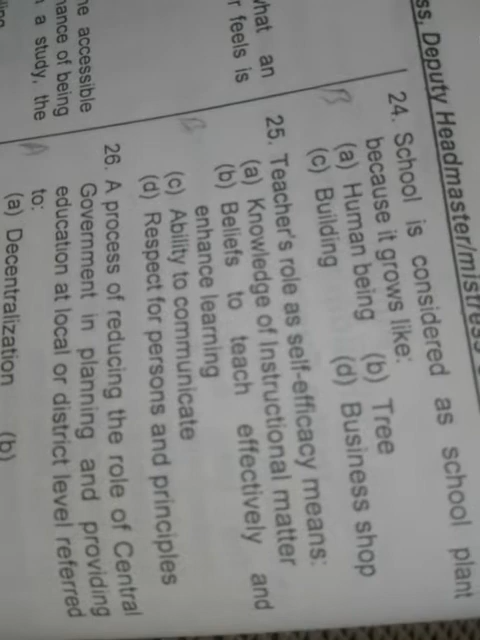 ss, Deputy Headmaster/mistress
24. School is considered as school plant
because it grows like:
(a) Human being (b) Tree
(c) Building (d) Business shop
B
25. Teacher's role as self-efficacy means:
(a) Knowledge of Instructional matter
(b) Beliefs to teach effectively and
enhance learning
(c) Ability to communicate
(d) Respect for persons and principles
B
26. A process of reducing the role of Central
Government in planning and providing
education at local or district level referred
to:
A
(a) Decentralization (b)
what an
r feels is
he accessible
hance of being
a study, the